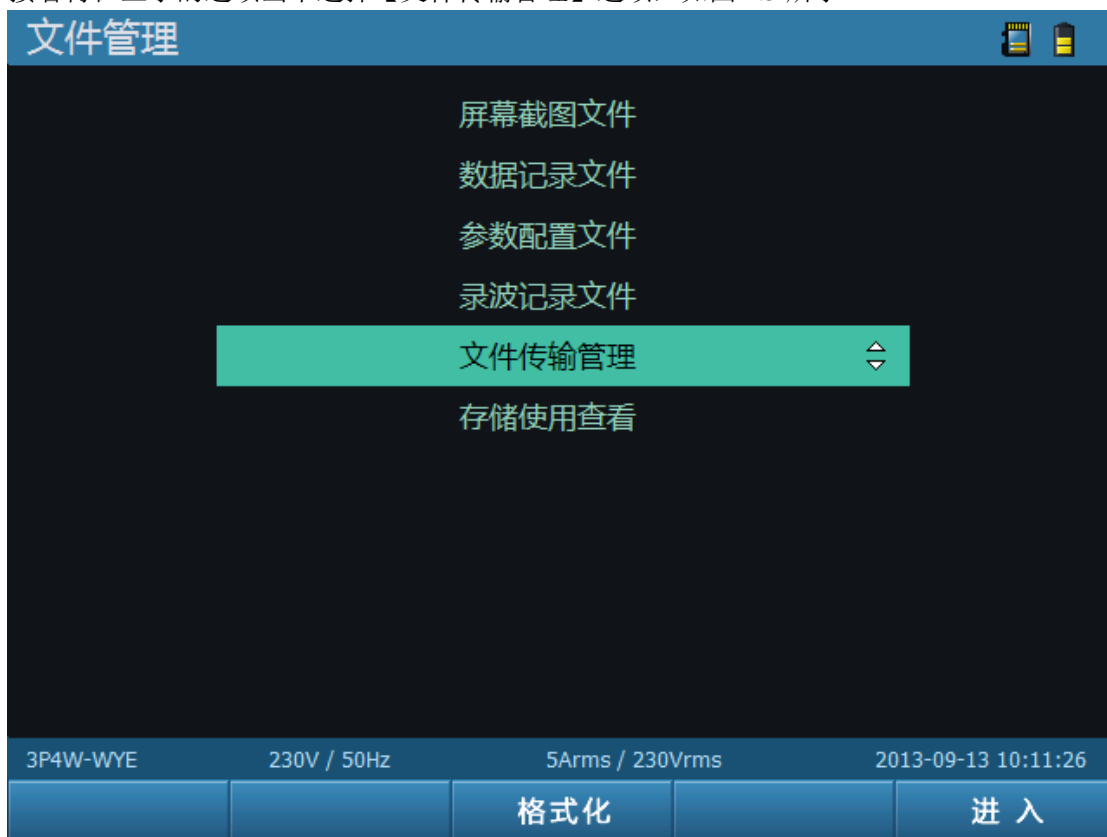 文件管理
屏幕截图文件
数据记录文件
参数配置文件
录波记录文件
文件传输管理
存储使用查看
3P4W-WYE 230V / 50Hz 5Arms / 230Vrms 2013-09-13 10:11:26
格式化 进 入